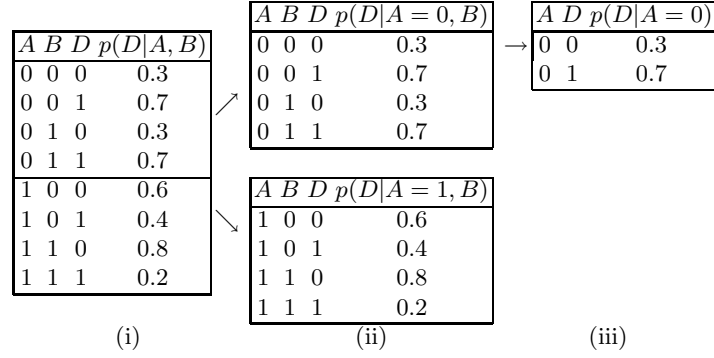 A B D p(D|A, B)
0 0 0 0.3
0 0 1 0.7
0 1 0 0.3
0 1 1 0.7
1 0 0 0.6
1 0 1 0.4
1 1 0 0.8
1 1 1 0.2
(i)
A B D p(D|A = 0, B)
0 0 0 0.3
0 0 1 0.7
0 1 0 0.3
0 1 1 0.7
A B D p(D|A = 1, B)
1 0 0 0.6
1 0 1 0.4
1 1 0 0.8
1 1 1 0.2
(ii)
A D p(D|A = 0)
0 0 0.3
0 1 0.7
(iii)